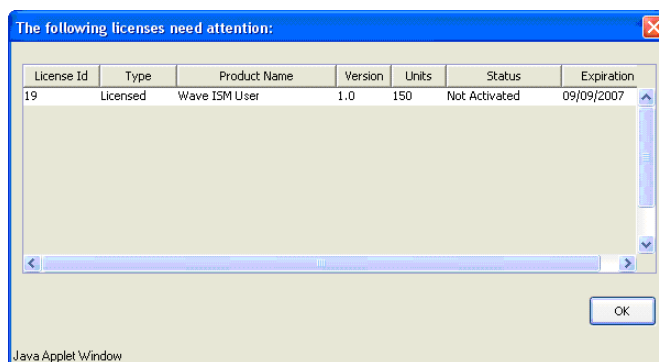 The following licenses need attention:
License Id Type Product Name Version Units Status Expiration
19 Licensed Wave ISM User 1.0 150 Not Activated 09/09/2007
OK
Java Applet Window